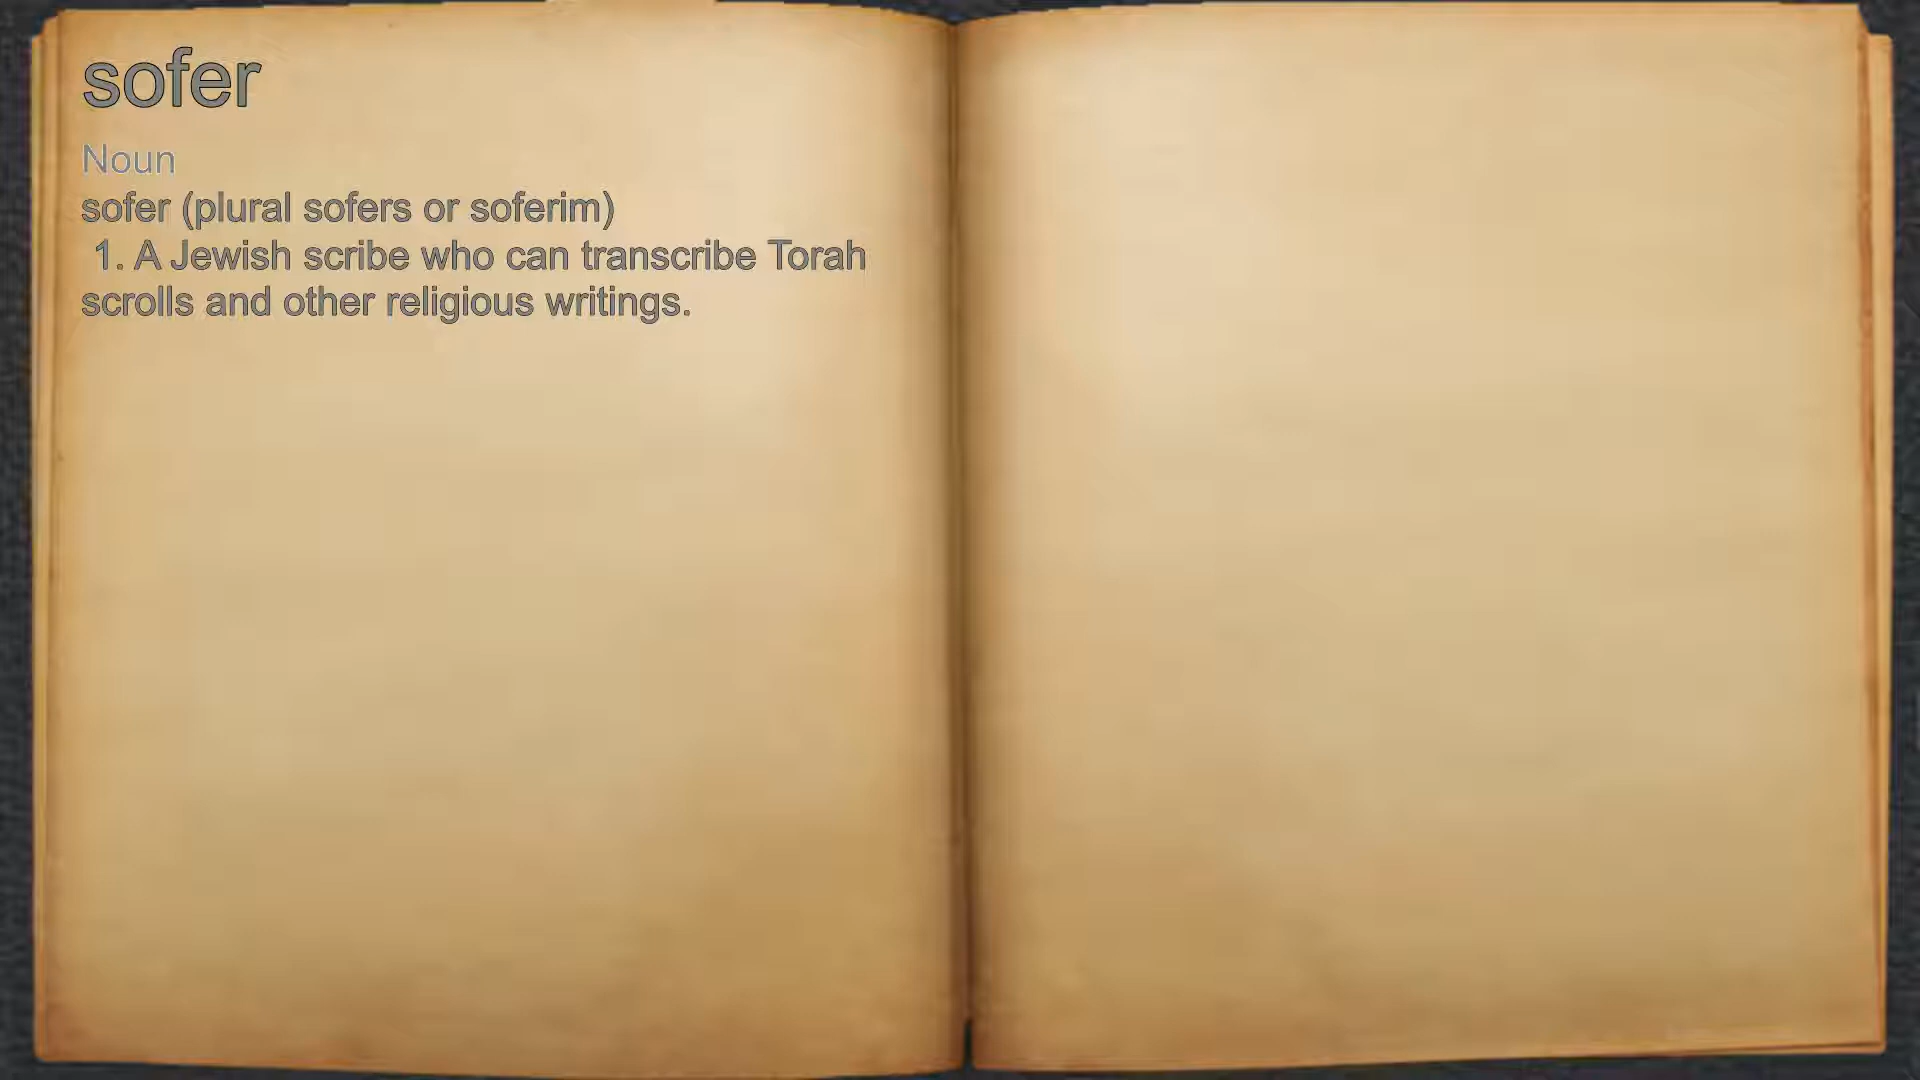 sofer
Noun
sofer (plural sofers or soferim)
1. A Jewish scribe who can transcribe Torah
scrolls and other religious writings.